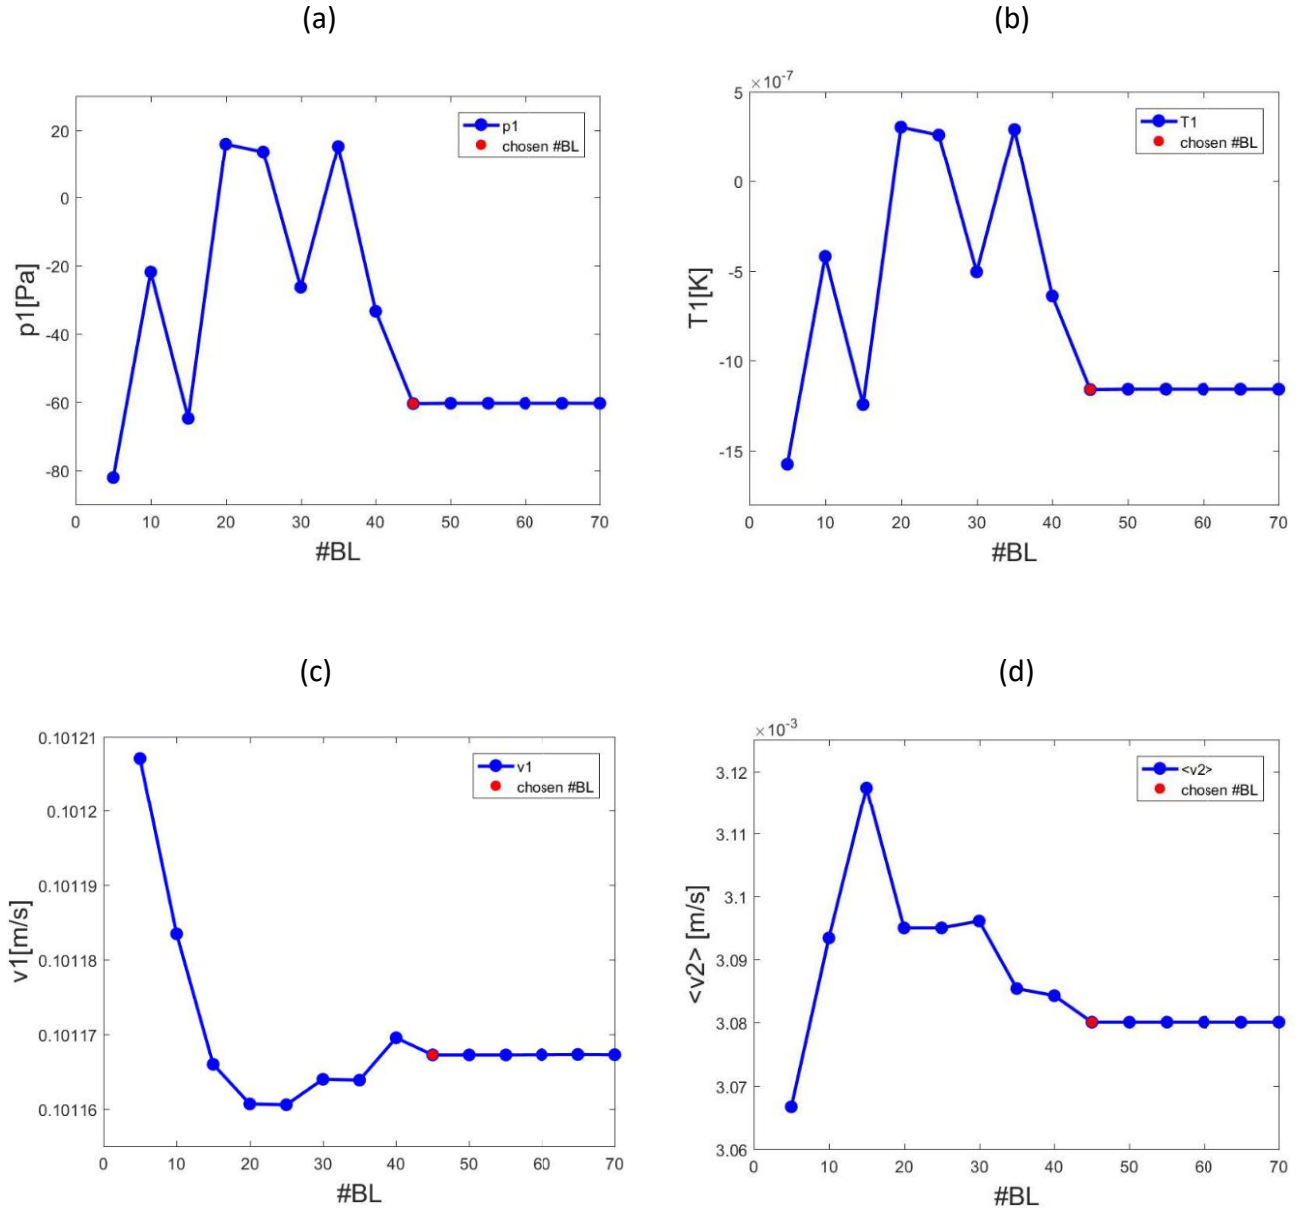 (a)
p1
chosen #BL
20
0
-20
-40
-60
-80
0 10 20 30 40 50 60 70
p1[Pa]
#BL
(b)
×10-7
T1
chosen #BL
5
0
-5
-10
-15
0 10 20 30 40 50 60 70
T1[K]
#BL
(c)
v1
chosen #BL
0.10121
0.1012
0.10119
0.10118
0.10117
0.10116
0 10 20 30 40 50 60 70
v1[m/s]
#BL
(d)
×10-3
<v2>
chosen #BL
3.12
3.11
3.1
3.09
3.08
3.07
3.06
0 10 20 30 40 50 60 70
<v2> [m/s]
#BL